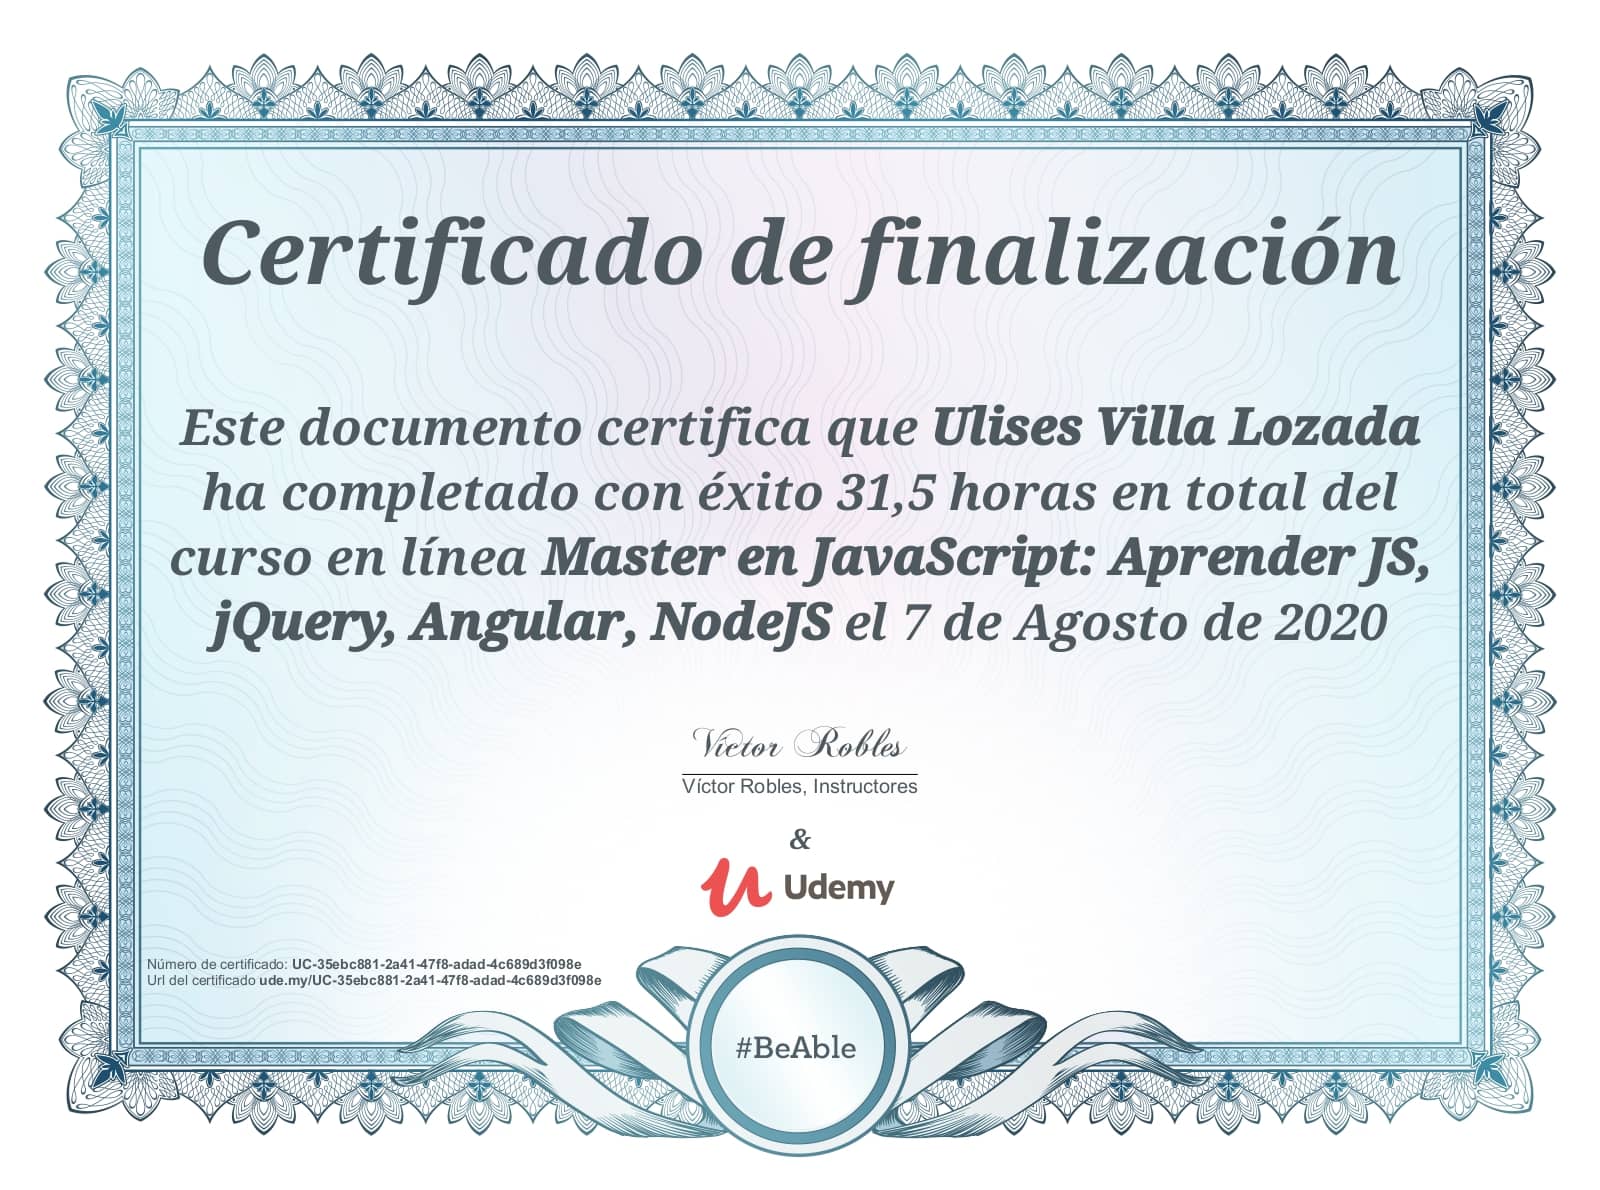 Certificado de finalización
Este documento certifica que Ulises Villa Lozada
ha completado con éxito 31,5 horas en total del
curso en línea Master en JavaScript: Aprender JS,
jQuery, Angular, NodeJS el 7 de Agosto de 2020
Víctor Robles
Víctor Robles, Instructores
&
Udemy
Número de certificado: UC-35ebc881-2a41-47f8-adad-4c689d3f098e
Url del certificado ude.my/UC-35ebc881-2a41-47f8-adad-4c689d3f098e
#BeAble